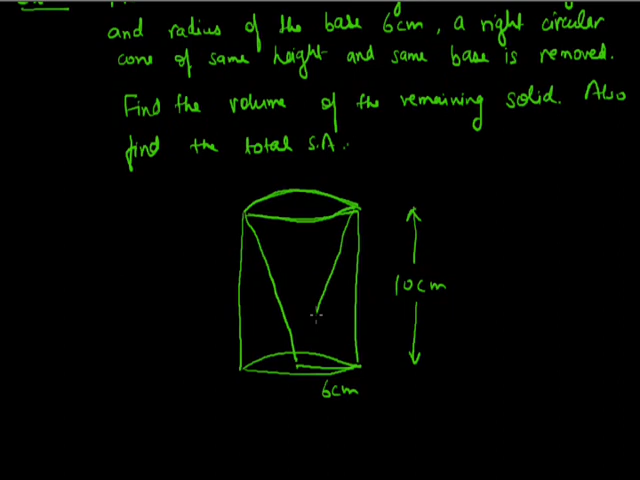 and radius of the base 6cm, a right circular
cone of same height and same base is removed.
Find the volume of the remaining solid. Also
find the total S.A.
10cm
6cm